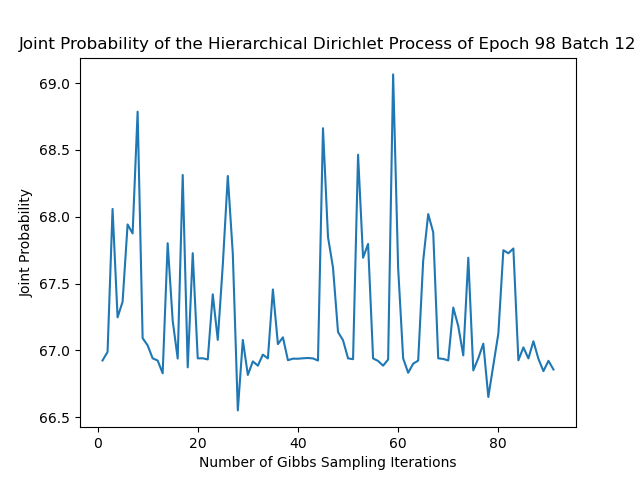 Joint Probability of the Hierarchical Dirichlet Process of Epoch 98 Batch 12
69.0
68.5
68.0
67.5
67.0
66.5
Joint Probability
0 20 40 60 80
Number of Gibbs Sampling Iterations